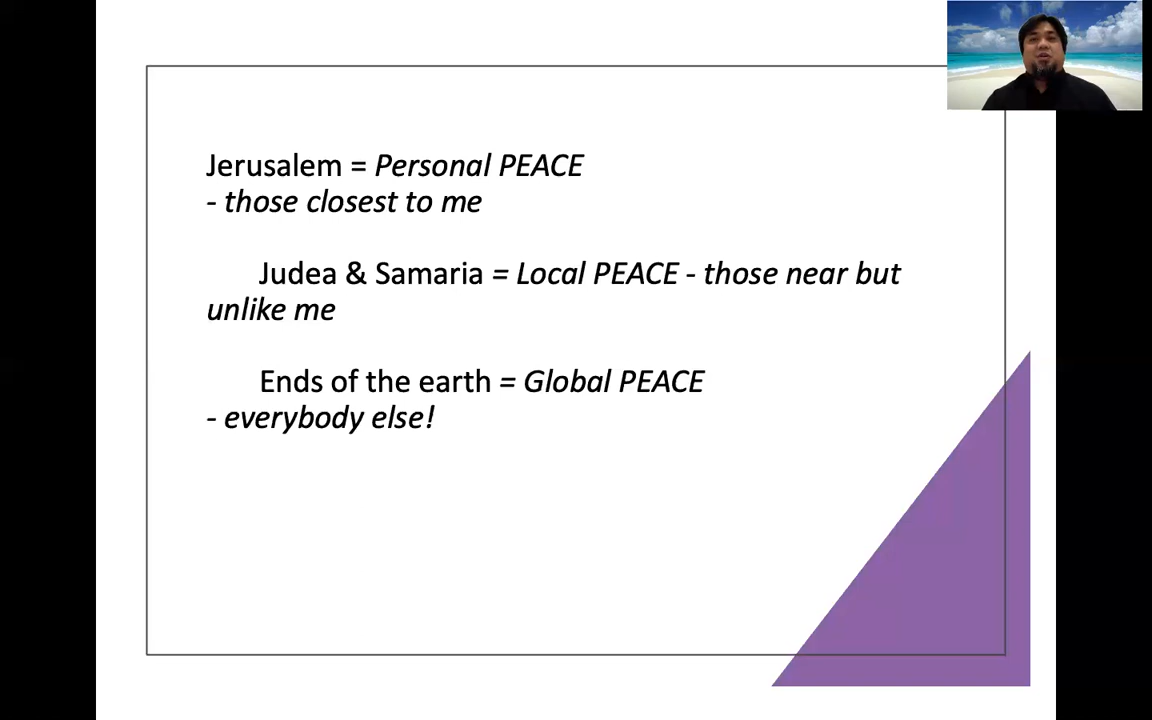 Jerusalem = Personal PEACE
- those closest to me
Judea & Samaria = Local PEACE - those near but
unlike me
Ends of the earth = Global PEACE
- everybody else!